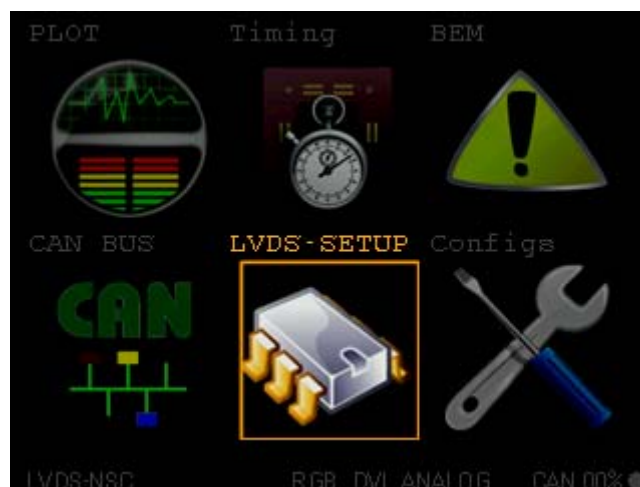 PLOT Timing BEM
CAN BUS LVDS-SETUP Configs
CAN
LVDS-NSC RGB DVI ANALOG CAN 00%